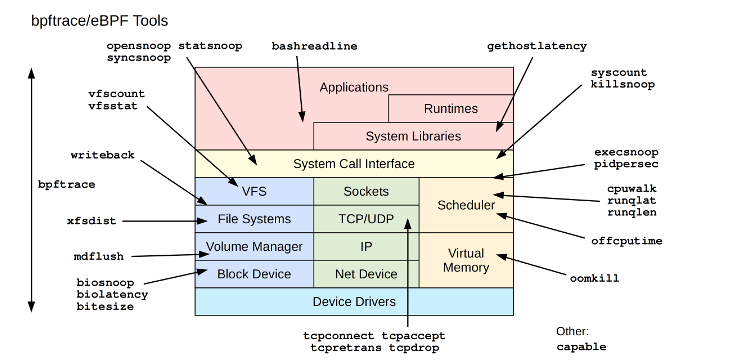 bpftrace/eBPF Tools
opensnoop statsnoop
syncsnoop
bashreadline
gethostlatency
syscount
killsnoop
vfscount
vfsstat
Applications
Runtimes
System Libraries
System Call Interface
writeback
execsnoop
pidpersec
bpftrace
VFS
Sockets
Scheduler
cpuwalk
runqlat
runqlen
xfsdist
File Systems
TCP/UDP
offcputime
mdflush
Volume Manager
IP
Virtual
Memory
biosnoop
biolatency
bitesize
Block Device
Net Device
oomkill
Device Drivers
tcpconnect tcpaccept
tcpretrans tcpdrop
Other:
capable